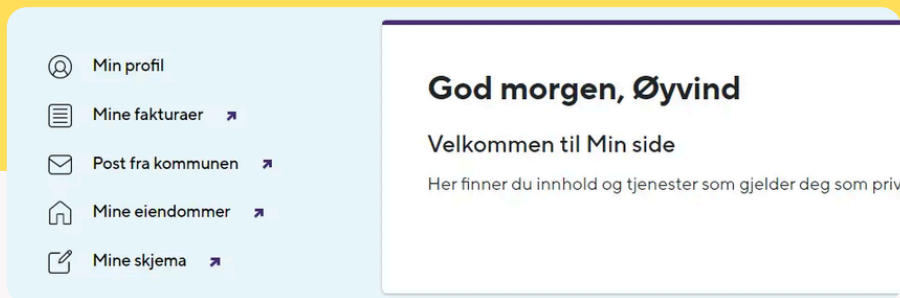 Min profil
Mine fakturaer
Post fra kommunen
Mine eiendommer
Mine skjema
God morgen, Øyvind
Velkommen til Min side
Her finner du innhold og tjenester som gjelder deg som